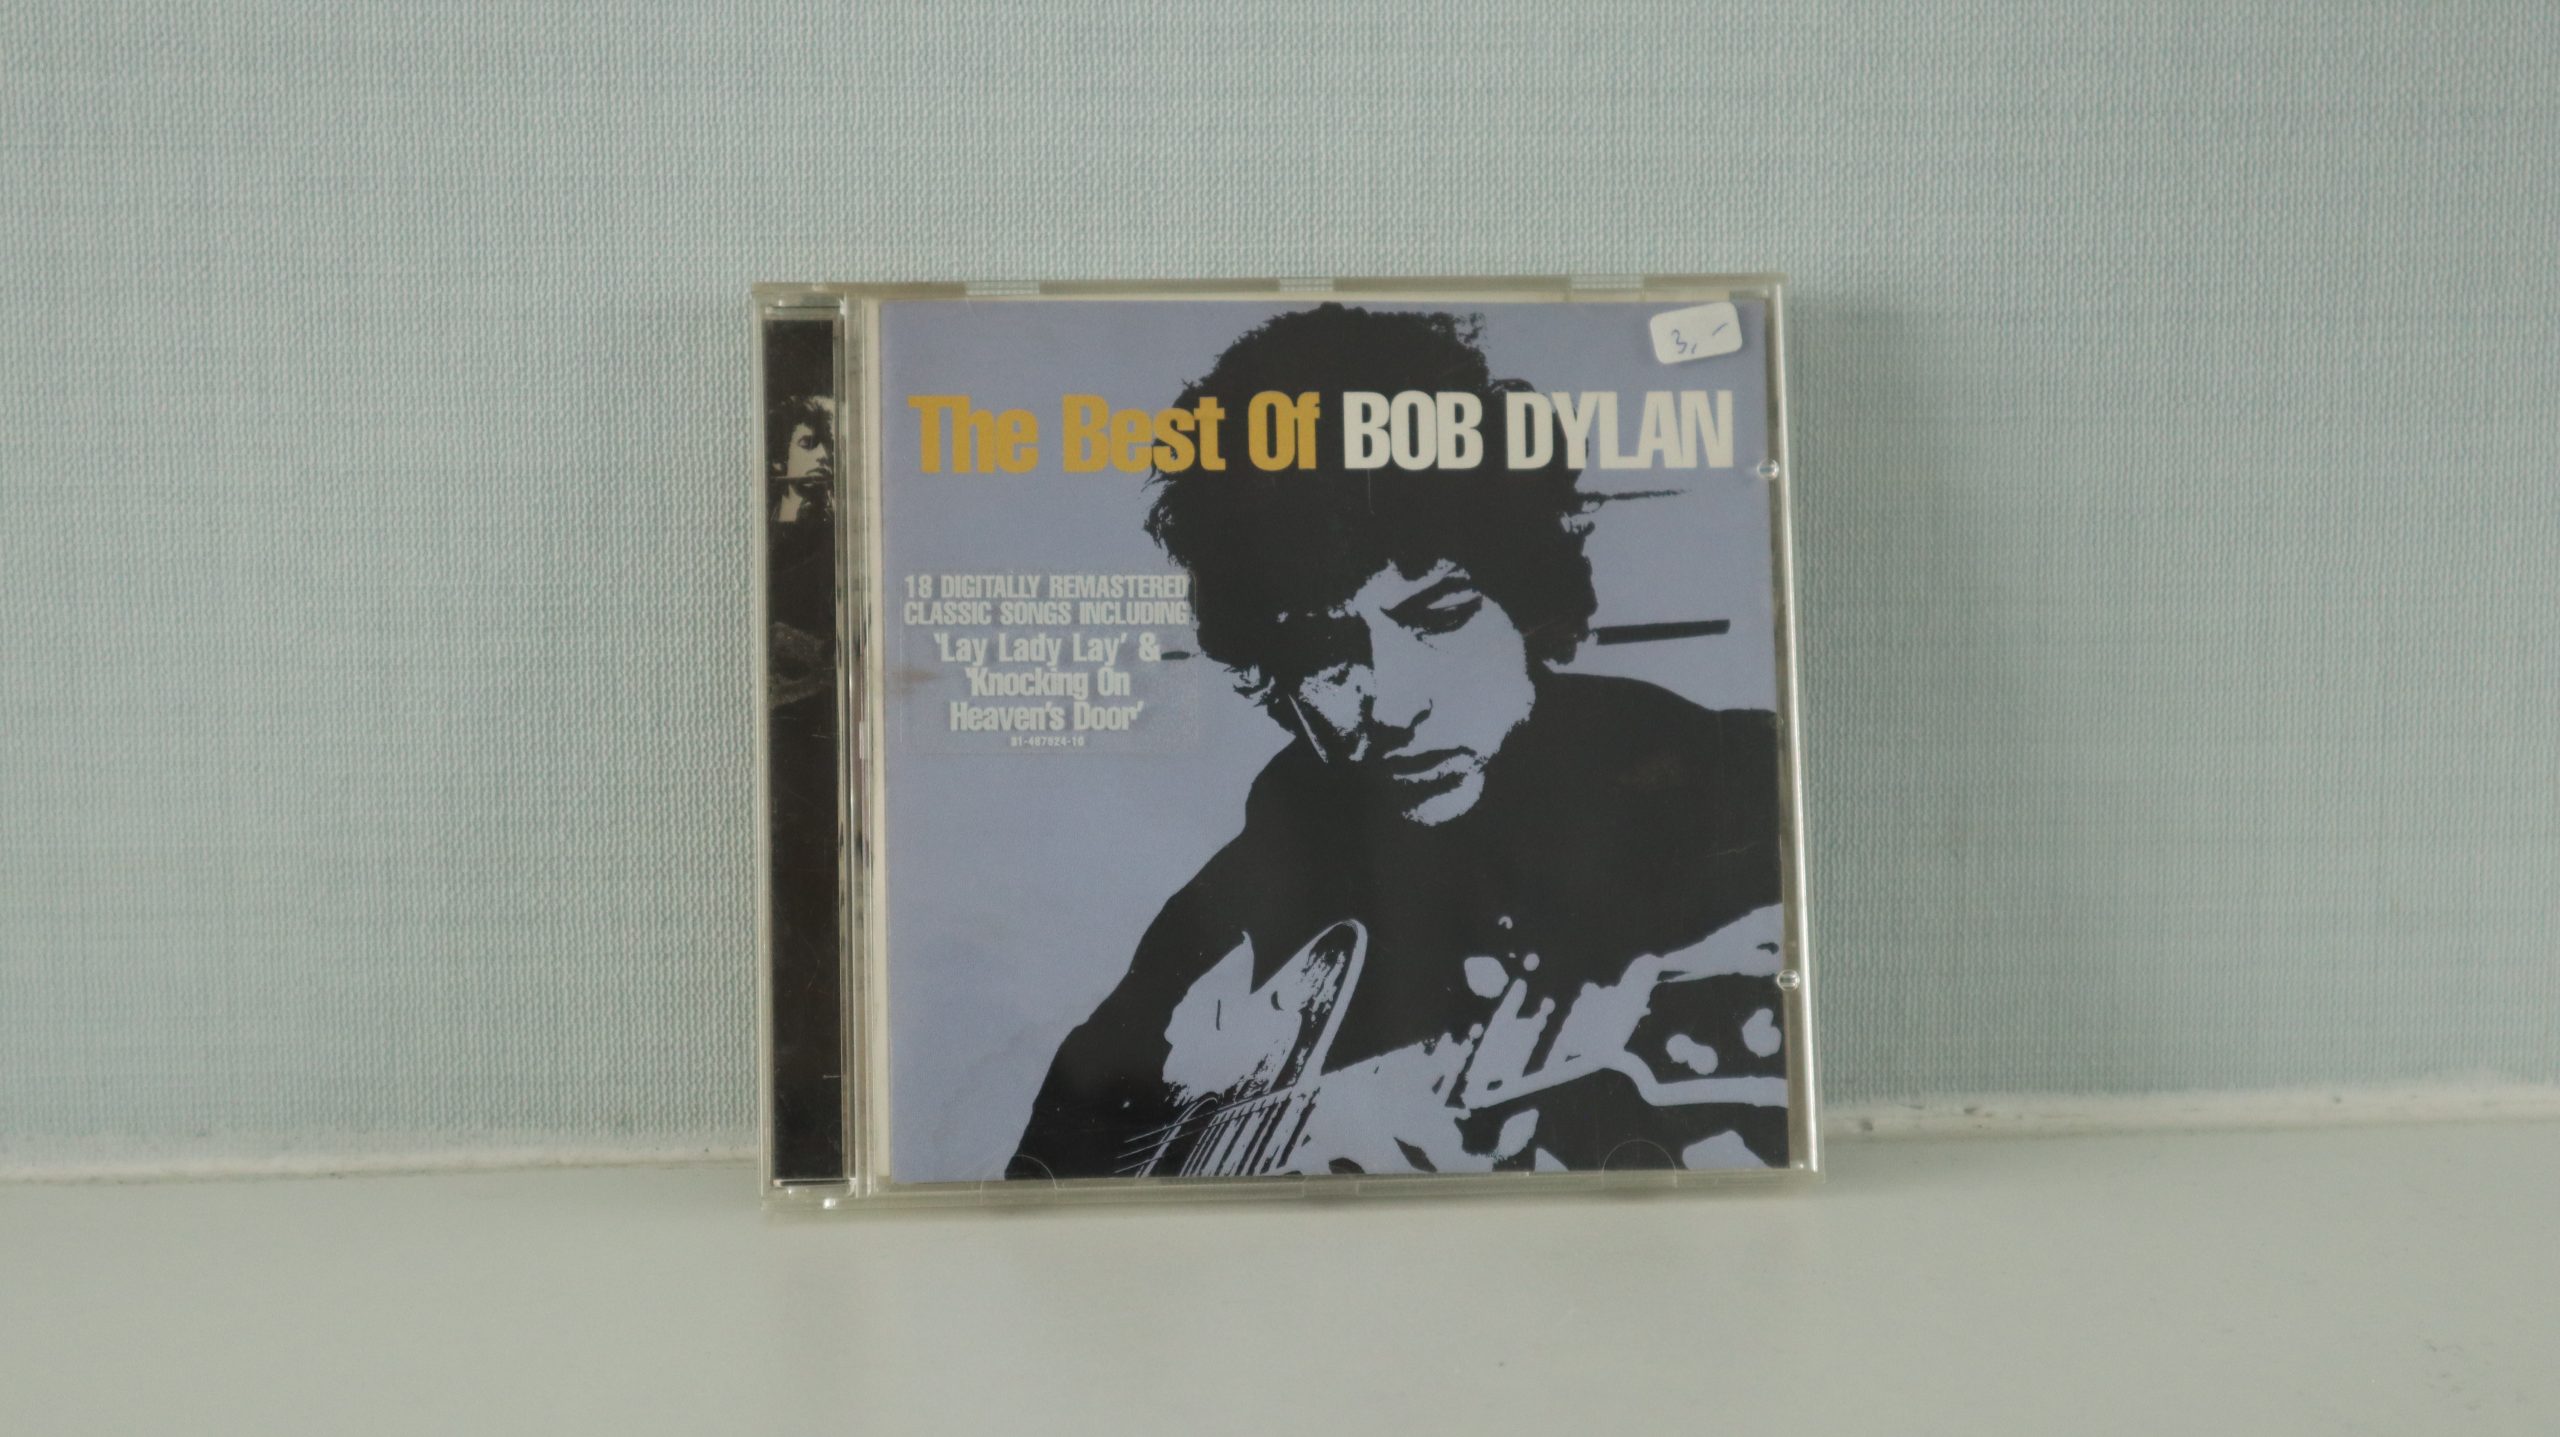 3,-
The Best Of BOB DYLAN
18 DIGITALLY REMASTERED
CLASSIC SONGS INCLUDING
'Lay Lady Lay' &
'Knocking On
Heaven's Door'